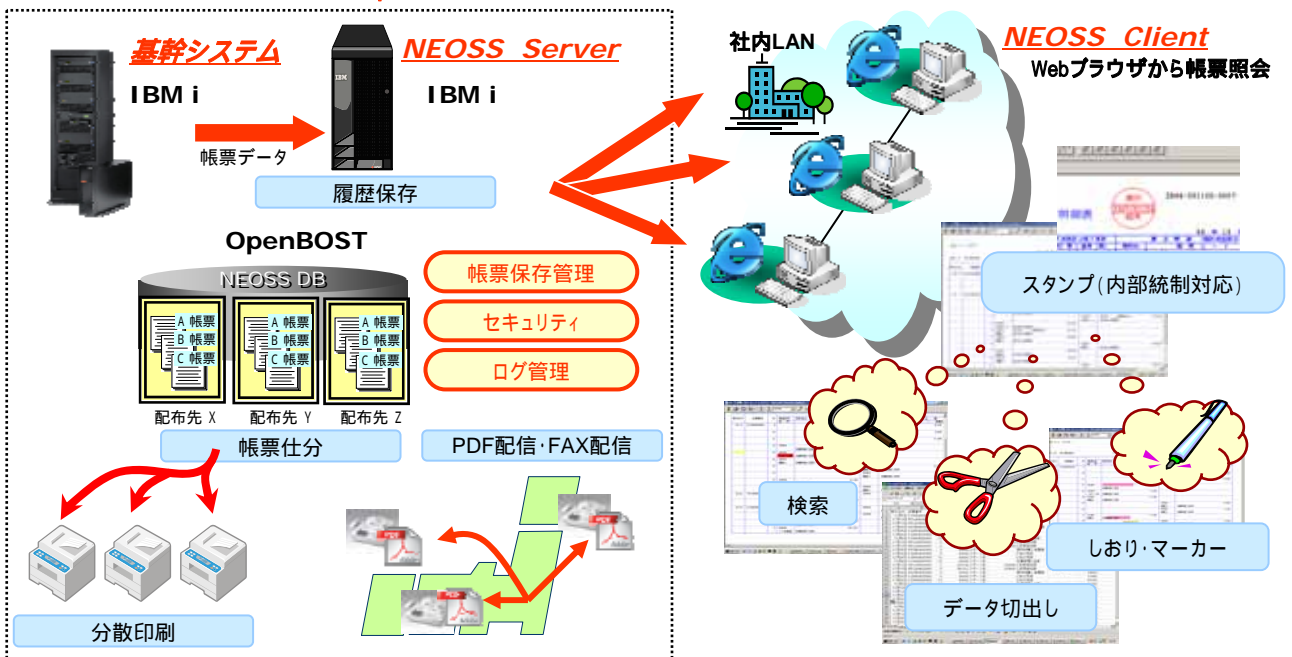 基幹システム
IBM i
NEOSS Server
IBM i
帳票データ
履歴保存
OpenBOST
NEOSS DB
A 帳票
B 帳票
C 帳票
A 帳票
B 帳票
C 帳票
A 帳票
B 帳票
C 帳票
配布先 X
配布先 Y
配布先 Z
帳票仕分
帳票保存管理
セキュリティ
ログ管理
PDF配信・FAX配信
分散印刷
社内LAN
NEOSS Client
Webブラウザから帳票照会
スタンプ(内部統制対応)
検索
しおり・マーカー
データ切出し